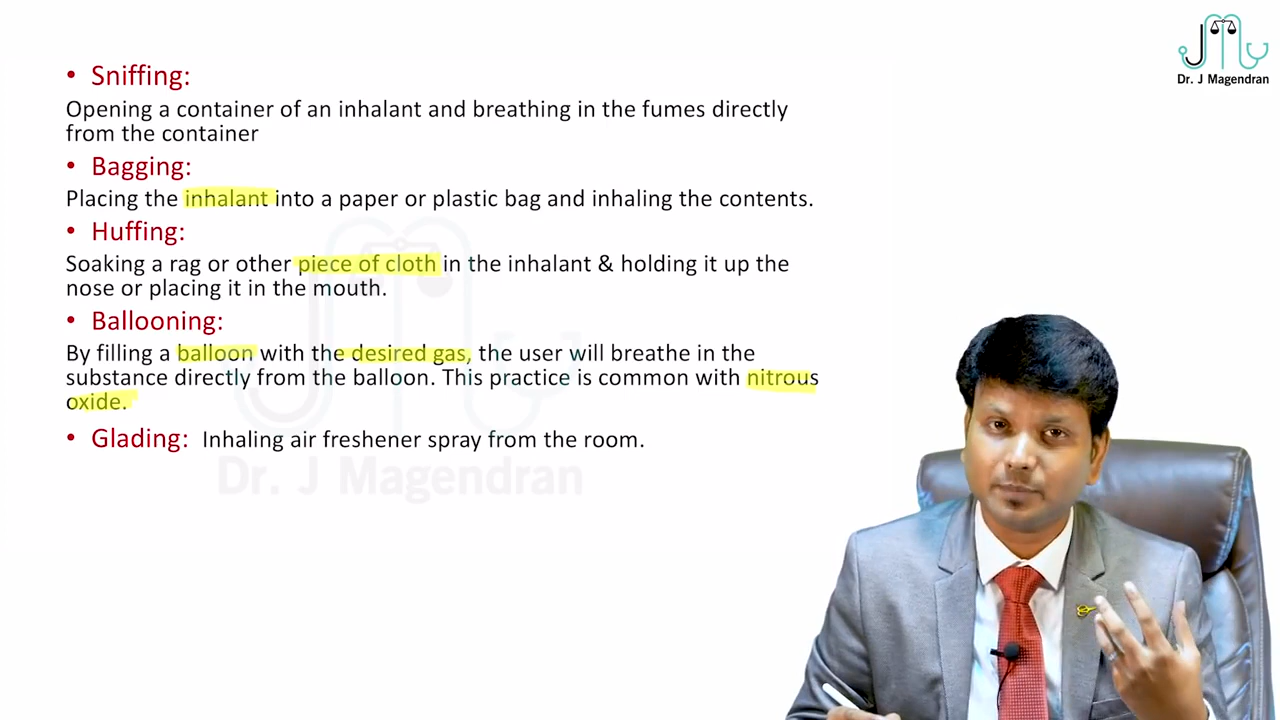 Dr. J Magendran
• Sniffing:
Opening a container of an inhalant and breathing in the fumes directly
from the container
• Bagging:
Placing the inhalant into a paper or plastic bag and inhaling the contents.
• Huffing:
Soaking a rag or other piece of cloth in the inhalant & holding it up the
nose or placing it in the mouth.
• Ballooning:
By filling a balloon with the desired gas, the user will breathe in the
substance directly from the balloon. This practice is common with nitrous
oxide.
• Glading: Inhaling air freshener spray from the room.
Dr. J Magendran